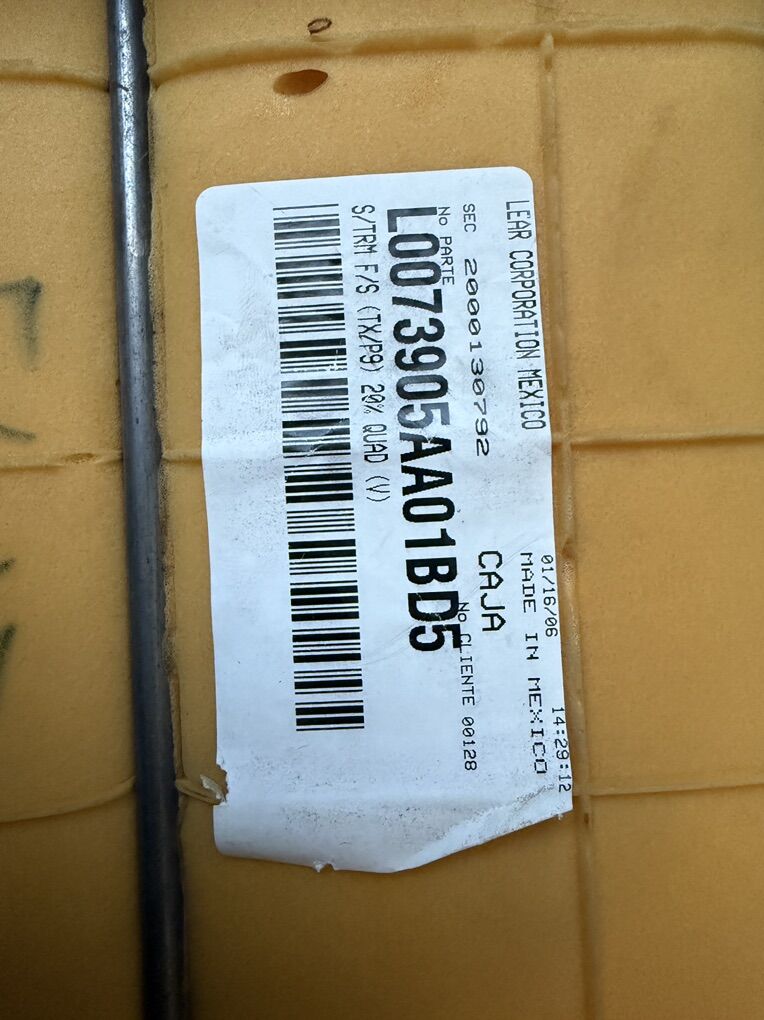 LEAR CORPORATION MEXICO
01/16/06 14:29:12
MADE IN MEXICO
SEC 2000130792
CAJA
No PARTE
No CLIENTE 00128
L0073905AA01BD5
S/TRM F/S (TX/P9) 20% QUAD (V)